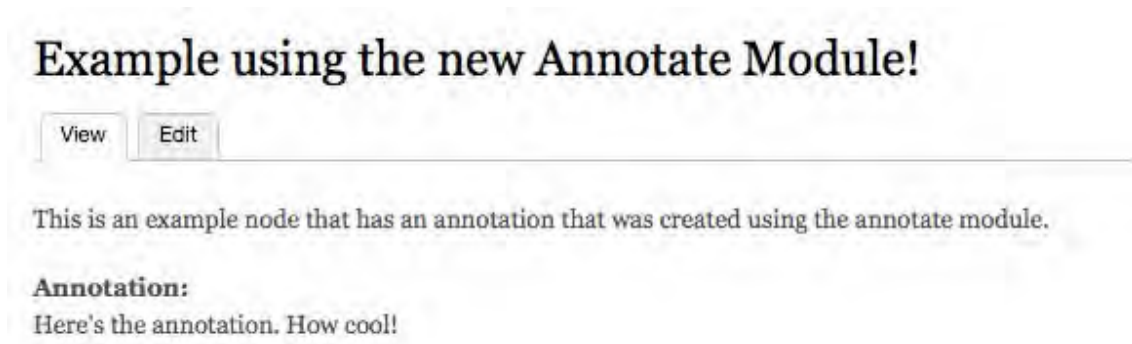 Example using the new Annotate Module!
View Edit
This is an example node that has an annotation that was created using the annotate module.
Annotation:
Here's the annotation. How cool!